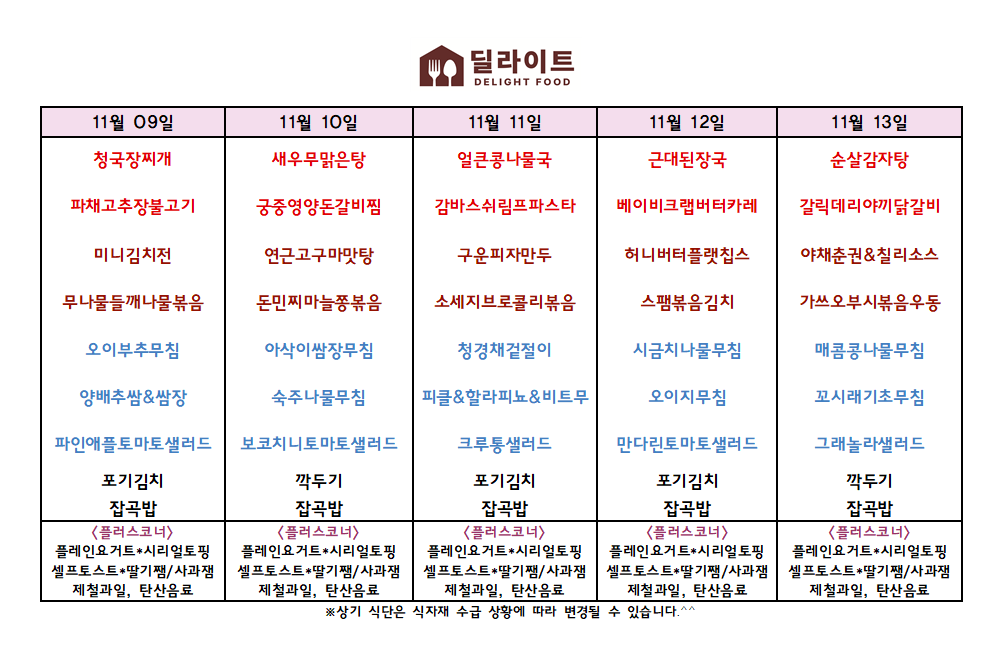 딜라이트
DELIGHT FOOD
11월 09일 11월 10일 11월 11일 11월 12일 11월 13일
청국장찌개 새우무맑은탕 얼큰콩나물국 근대된장국 순살감자탕
파채고추장불고기 궁중영양돈갈비찜 감바스쉬림프파스타 베이비크랩버터카레 갈릭데리야끼닭갈비
미니김치전 연근고구마맛탕 구운피자만두 허니버터플랫칩스 야채춘권&칠리소스
무나물들깨나물볶음 돈민찌마늘쫑볶음 소세지브로콜리볶음 스팸볶음김치 가쓰오부시볶음우동
오이부추무침 아삭이쌈장무침 청경채겉절이 시금치나물무침 매콤콩나물무침
양배추쌈&쌈장 숙주나물무침 피클&할라피뇨&비트무 오이지무침 꼬시래기초무침
파인애플토마토샐러드 보코치니토마토샐러드 크루통샐러드 만다린토마토샐러드 그래놀라샐러드
포기김치 깍두기 포기김치 포기김치 깍두기
잡곡밥 잡곡밥 잡곡밥 잡곡밥 잡곡밥
<플러스코너> <플러스코너> <플러스코너> <플러스코너> <플러스코너>
플레인요거트*시리얼토핑 플레인요거트*시리얼토핑 플레인요거트*시리얼토핑 플레인요거트*시리얼토핑 플레인요거트*시리얼토핑
셀프토스트*딸기쨈/사과잼 셀프토스트*딸기쨈/사과잼 셀프토스트*딸기쨈/사과잼 셀프토스트*딸기쨈/사과잼 셀프토스트*딸기쨈/사과잼
제철과일, 탄산음료 제철과일, 탄산음료 제철과일, 탄산음료 제철과일, 탄산음료 제철과일, 탄산음료
※상기 식단은 식자재 수급 상황에 따라 변경될 수 있습니다.^^